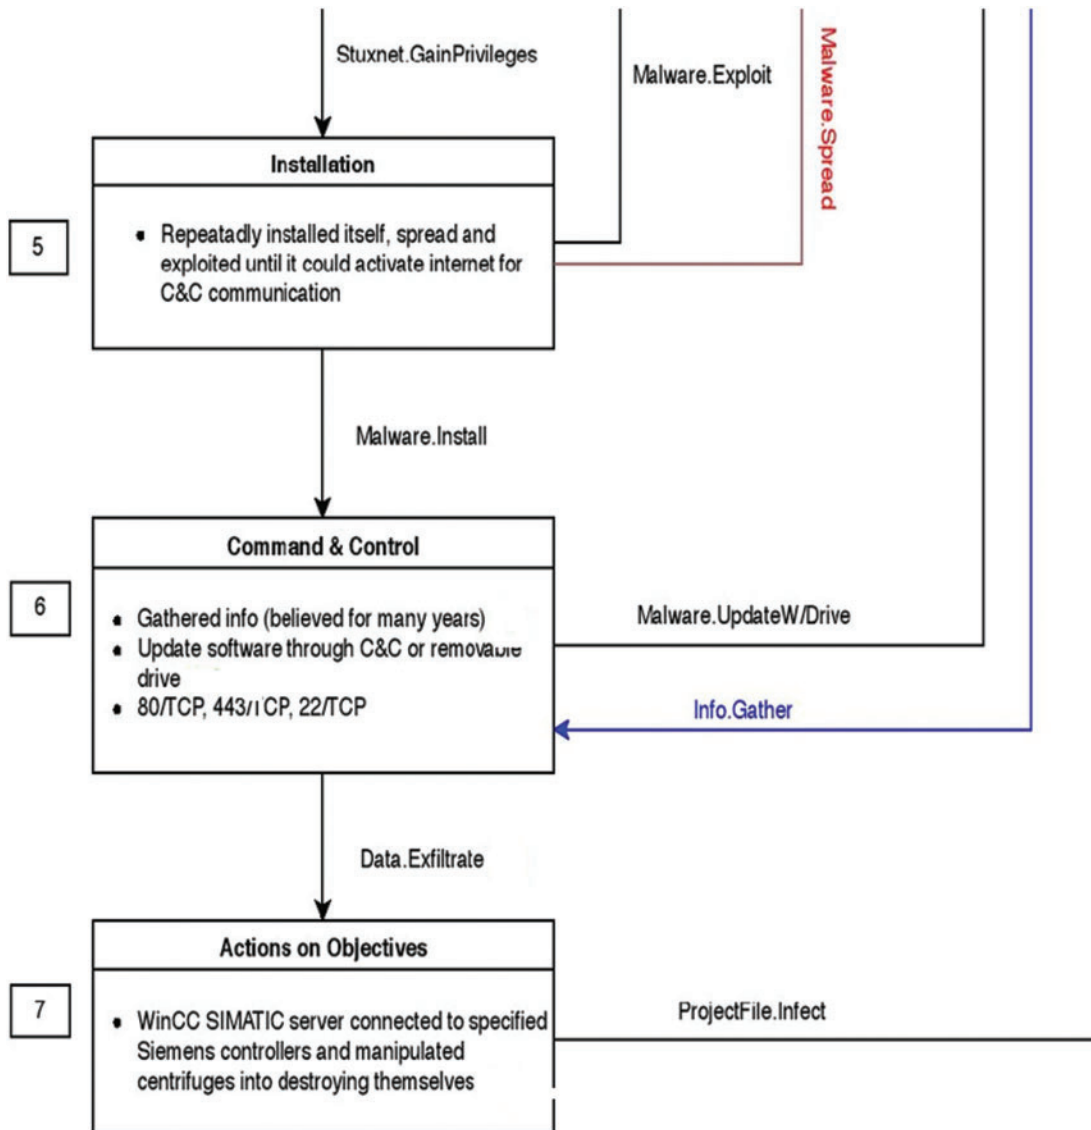 Stuxnet.GainPrivileges
Malware.Exploit
Malware.Spread
Installation
5
Repeatadly installed itself, spread and
exploited until it could activate internet for
C&C communication
Malware.Install
Command & Control
6
Gathered info (believed for many years)
Update software through C&C or removable
drive
80/TCP, 443/TCP, 22/TCP
Malware.UpdateW/Drive
Info.Gather
Data.Exfiltrate
Actions on Objectives
7
WinCC SIMATIC server connected to specified
Siemens controllers and manipulated
centrifuges into destroying themselves
ProjectFile.Infect